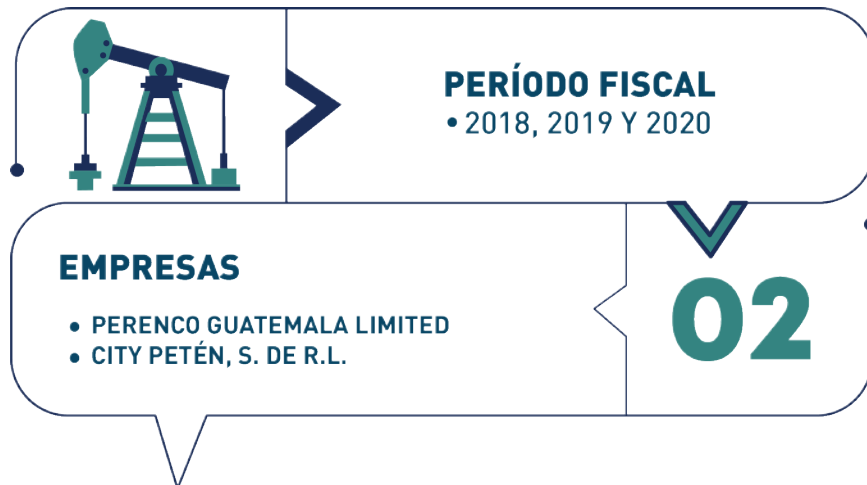 PERÍODO FISCAL
• 2018, 2019 Y 2020
EMPRESAS
• PERENCO GUATEMALA LIMITED
• CITY PETÉN, S. DE R.L.
02